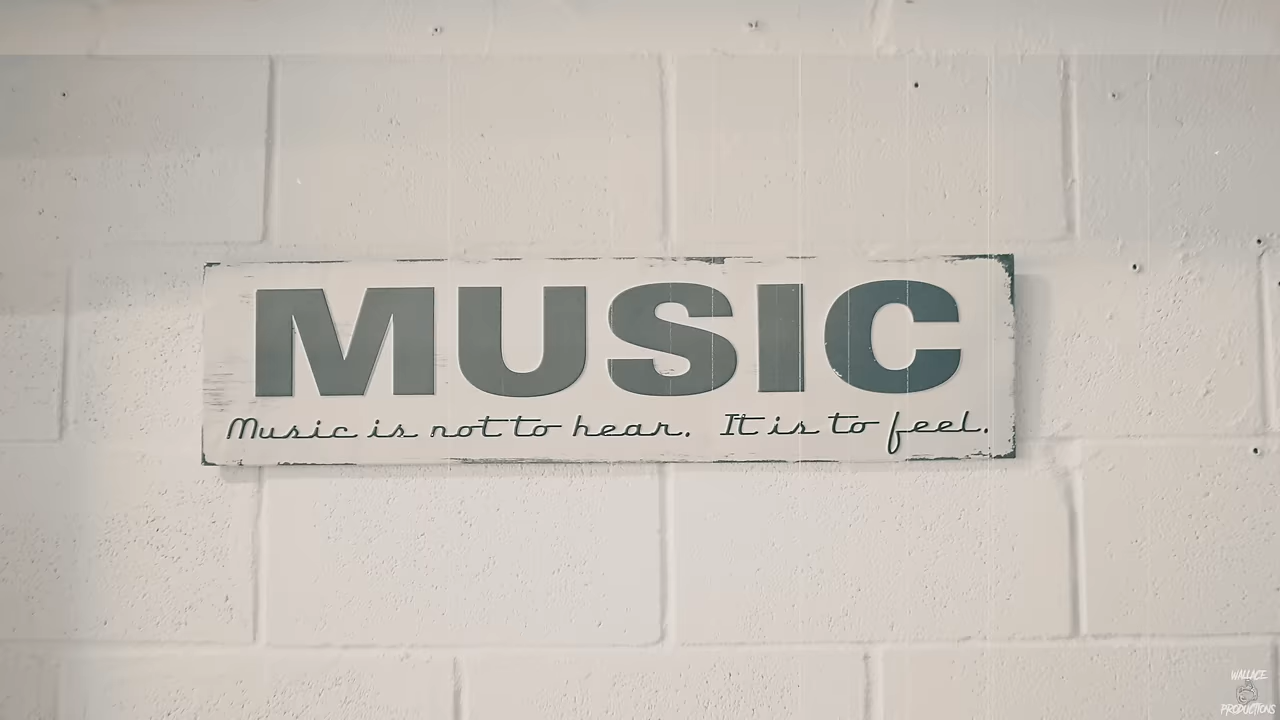 MUSIC
Music is not to hear. It is to feel.
WALLACE
PRODUCTIONS